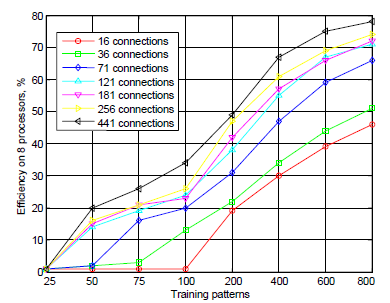 80
70
60
50
40
30
20
10
0
Efficiency on 8 processors, %
16 connections
36 connections
71 connections
121 connections
181 connections
256 connections
441 connections
25 50 75 100 200 400 600 800
Training patterns